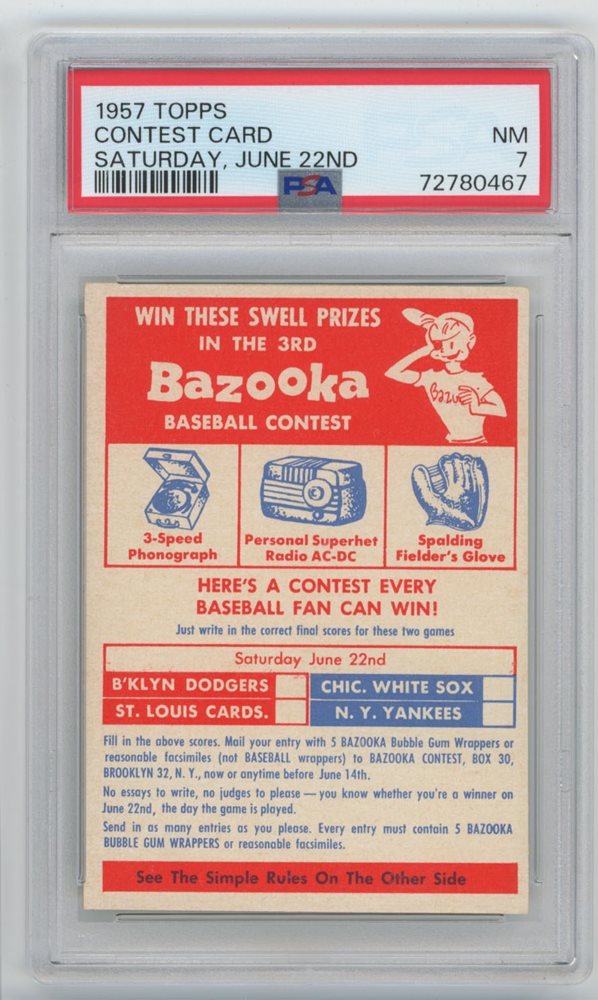 1957 TOPPS
CONTEST CARD NM
SATURDAY, JUNE 22ND 7
PSA 72780467
WIN THESE SWELL PRIZES
IN THE 3RD
Bazooka
BASEBALL CONTEST
Bazu
3-Speed
Phonograph
Personal Superhet
Radio AC-DC
Spalding
Fielder's Glove
HERE'S A CONTEST EVERY
BASEBALL FAN CAN WIN!
Just write in the correct final scores for these two games
Saturday June 22nd
B'KLYN DODGERS CHIC. WHITE SOX
ST. LOUIS CARDS. N. Y. YANKEES
Fill in the above scores. Mail your entry with 5 BAZOOKA Bubble Gum Wrappers or
reasonable facsimiles (not BASEBALL wrappers) to BAZOOKA CONTEST, BOX 30,
BROOKLYN 32, N. Y., now or anytime before June 14th.
No essays to write, no judges to please — you know whether you're a winner on
June 22nd, the day the game is played.
Send in as many entries as you please. Every entry must contain 5 BAZOOKA
BUBBLE GUM WRAPPERS or reasonable facsimiles.
See The Simple Rules On The Other Side